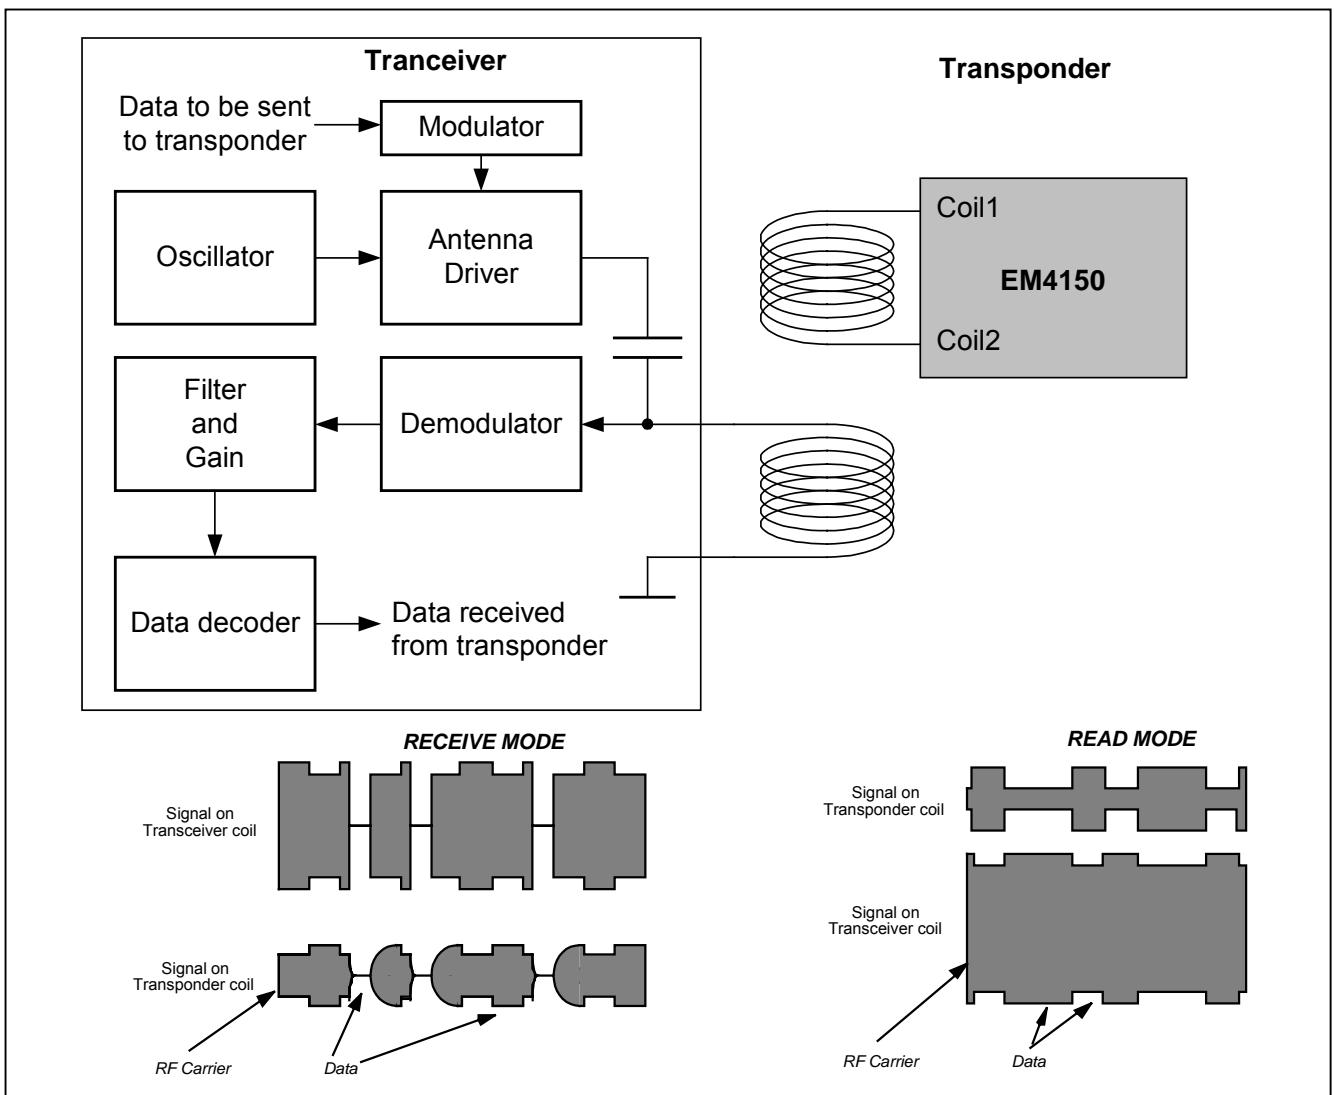 Tranceiver
Transponder
Data to be sent
to transponder
Modulator
Oscillator
Antenna
Driver
Coil1
EM4150
Coil2
Filter
and
Gain
Demodulator
Data decoder
Data received
from transponder
RECEIVE MODE
Signal on
Transceiver coil
Signal on
Transponder coil
RF Carrier
Data
READ MODE
Signal on
Transponder coil
Signal on
Transceiver coil
RF Carrier
Data